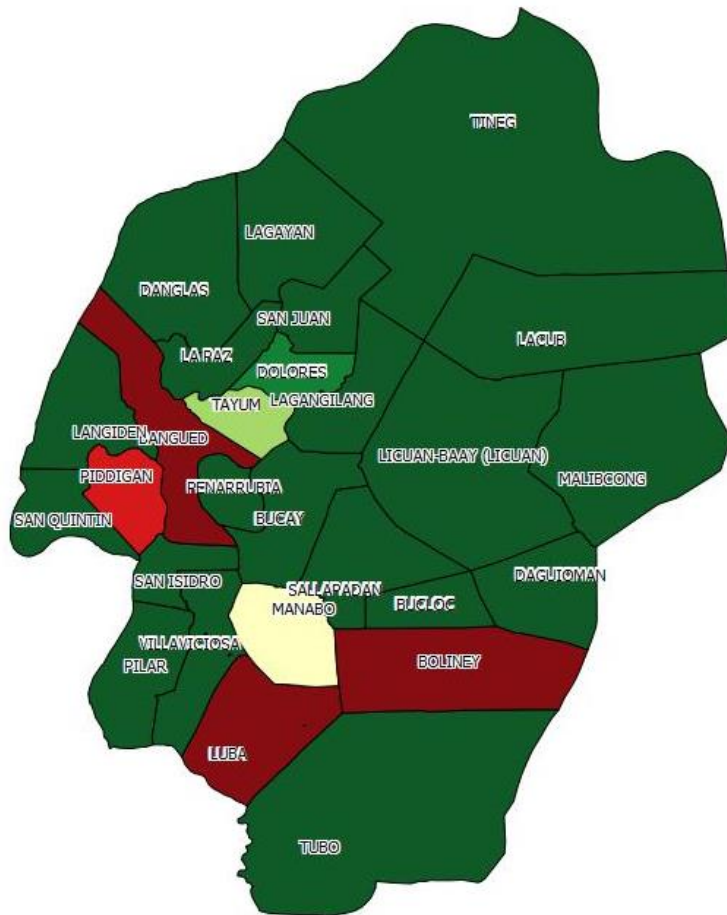 TINEG
LAGAYAN
DANGLAS
SAN JUAN
LACUB
LA PAZ
DOLORES
TAYUM
LAGANGILANG
LANGIDEN
BANGUED
LICUAN-BAAY (LICUAN)
PIDDIGAN
PENARRUBIA
MALIBCONG
SAN QUINTIN
BUCAY
SAN ISIDRO
SALLAPADAN
DAGUIOMAN
MANABO
BUCLOC
VILLAVICIOSA
PILAR
BOLINEY
LUBA
TUBO